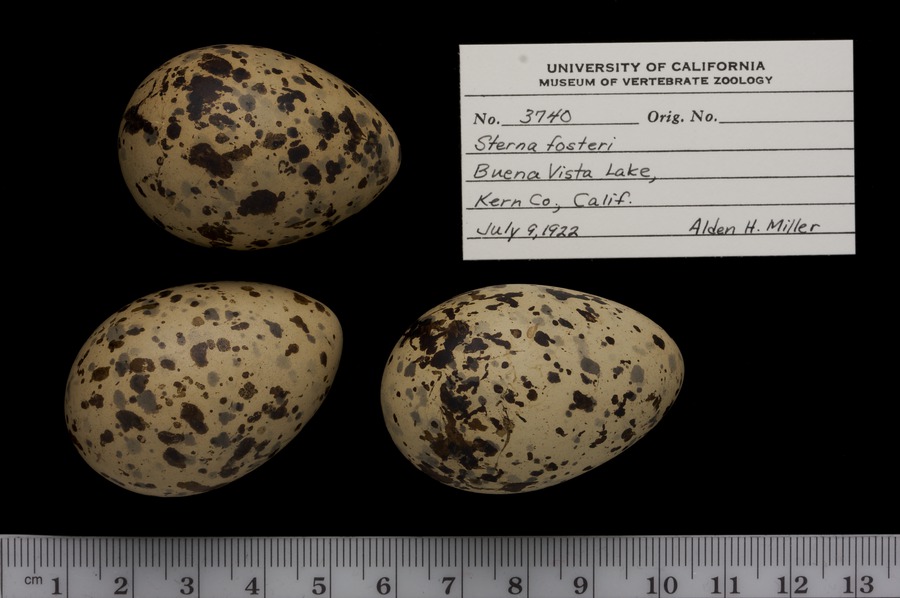 UNIVERSITY OF CALIFORNIA
MUSEUM OF VERTEBRATE ZOOLOGY
No. 3740 Orig. No.
Sterna fosteri
Buena Vista Lake,
Kern Co., Calif.
July 9, 1922 Alden H. Miller
cm 1 2 3 4 5 6 7 8 9 10 11 12 13